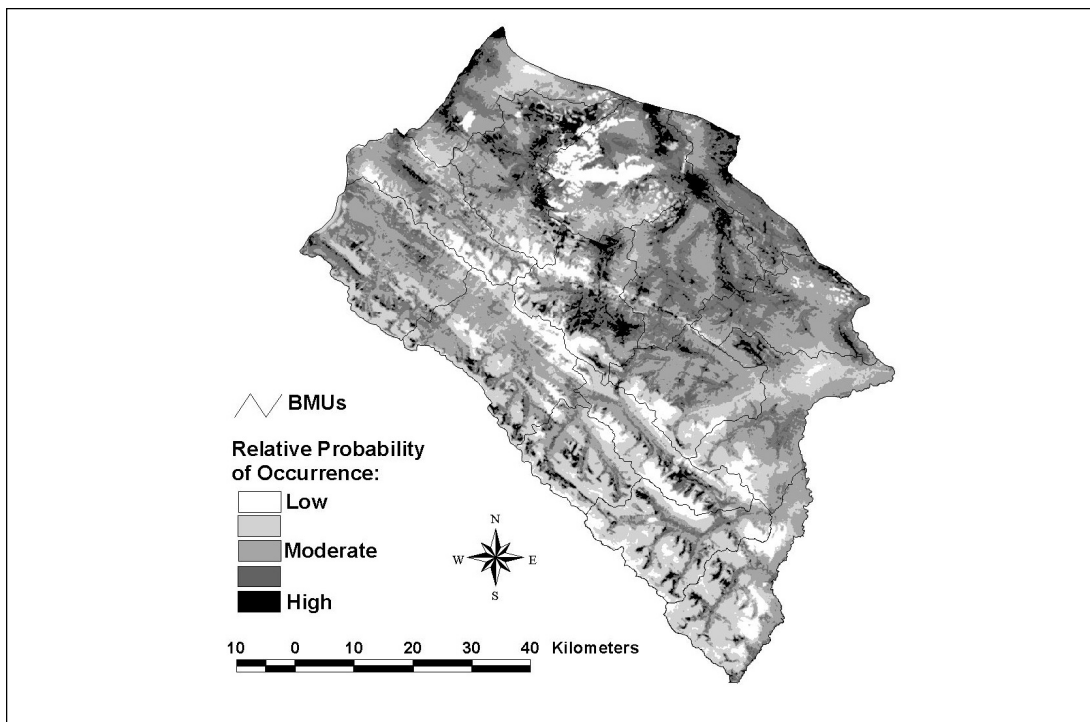 BMUs
Relative Probability
of Occurrence:
Low
Moderate
High
N
W E
S
10 0 10 20 30 40 Kilometers